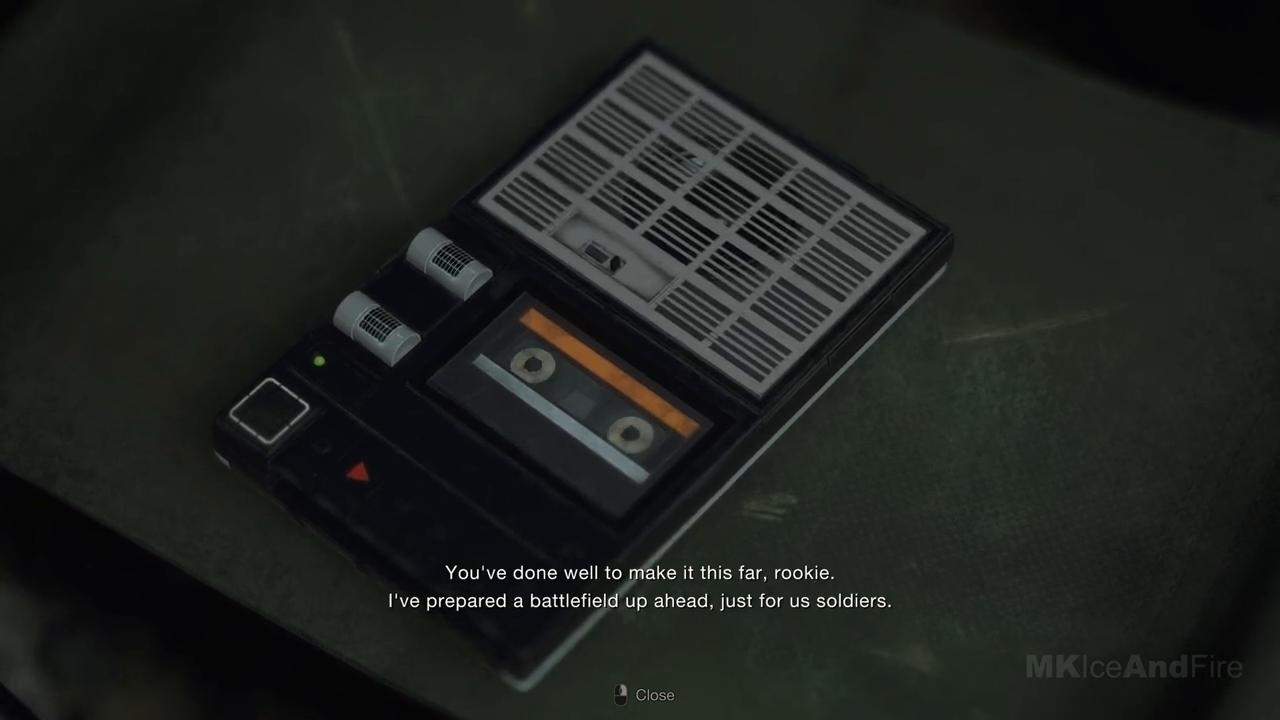 You've done well to make it this far, rookie.
I've prepared a battlefield up ahead, just for us soldiers.
MKIceAndFire
Close